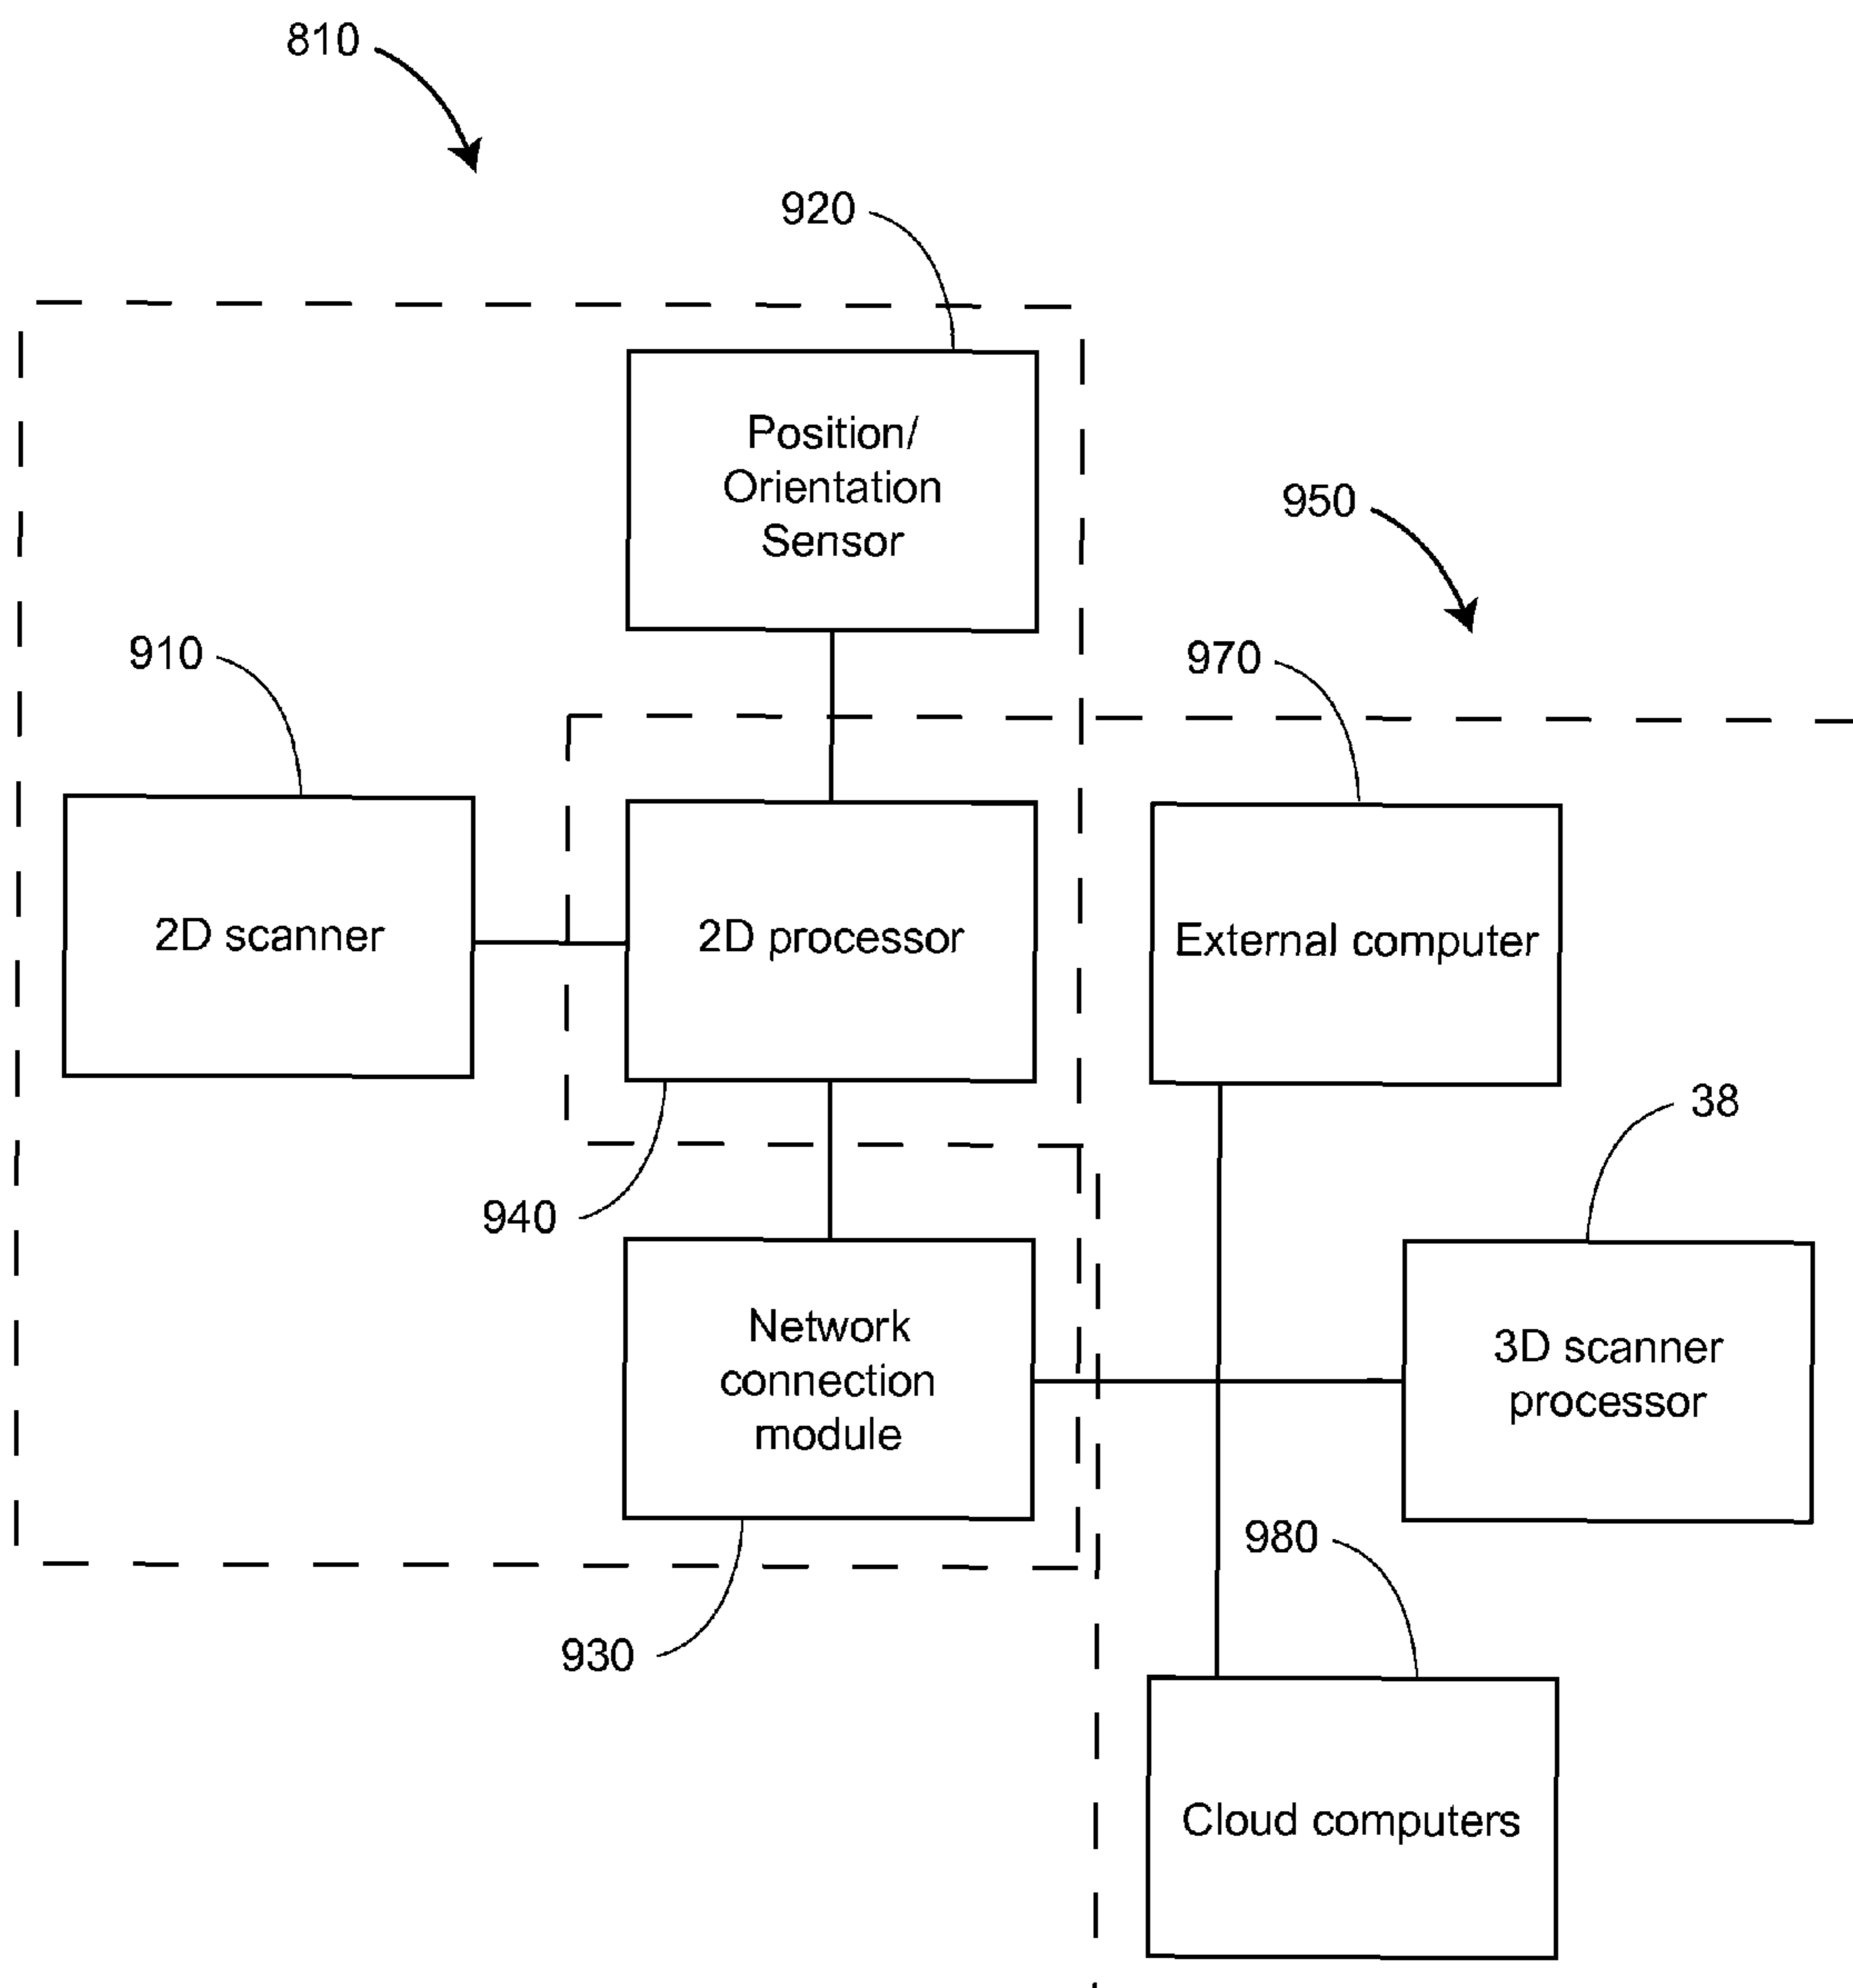 810
920
Position/
Orientation
Sensor
950
910
970
2D scanner
2D processor
External computer
38
940
Network
connection
module
3D scanner
processor
980
930
Cloud computers